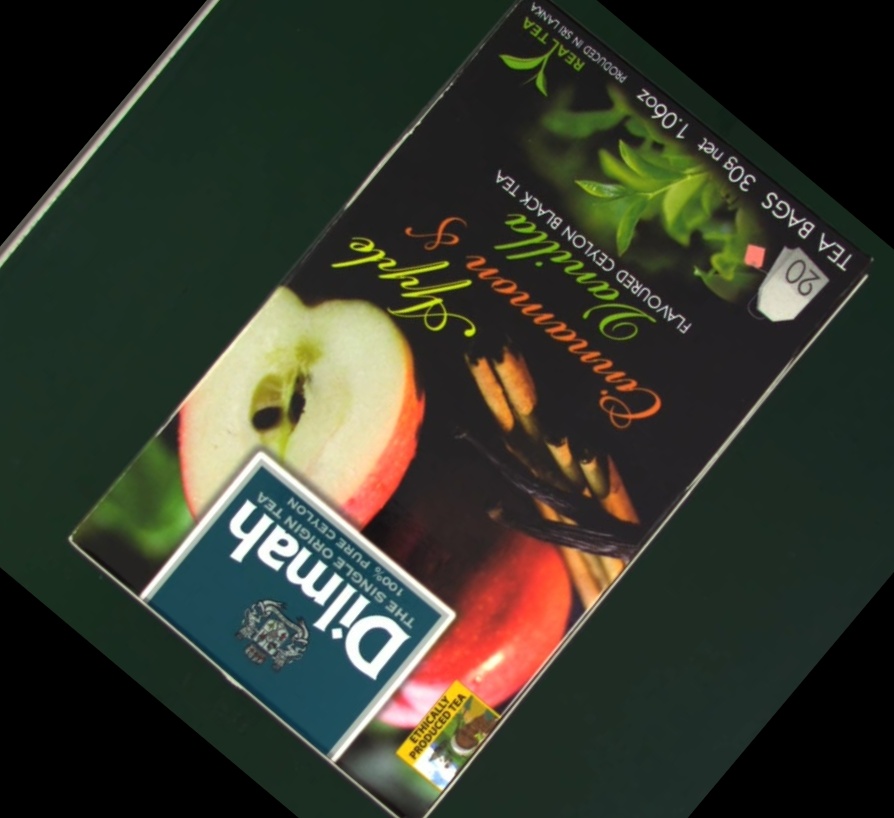 Dilmah
THE SINGLE ORIGIN TEA
100% PURE CEYLON
ETHICALLY
PRODUCED TEA
Apple
Cinnamon &
Vanilla
FLAVOURED CEYLON BLACK TEA
20
TEA BAGS 30g net 1.06oz
REAL TEA
PRODUCED IN SRI LANKA